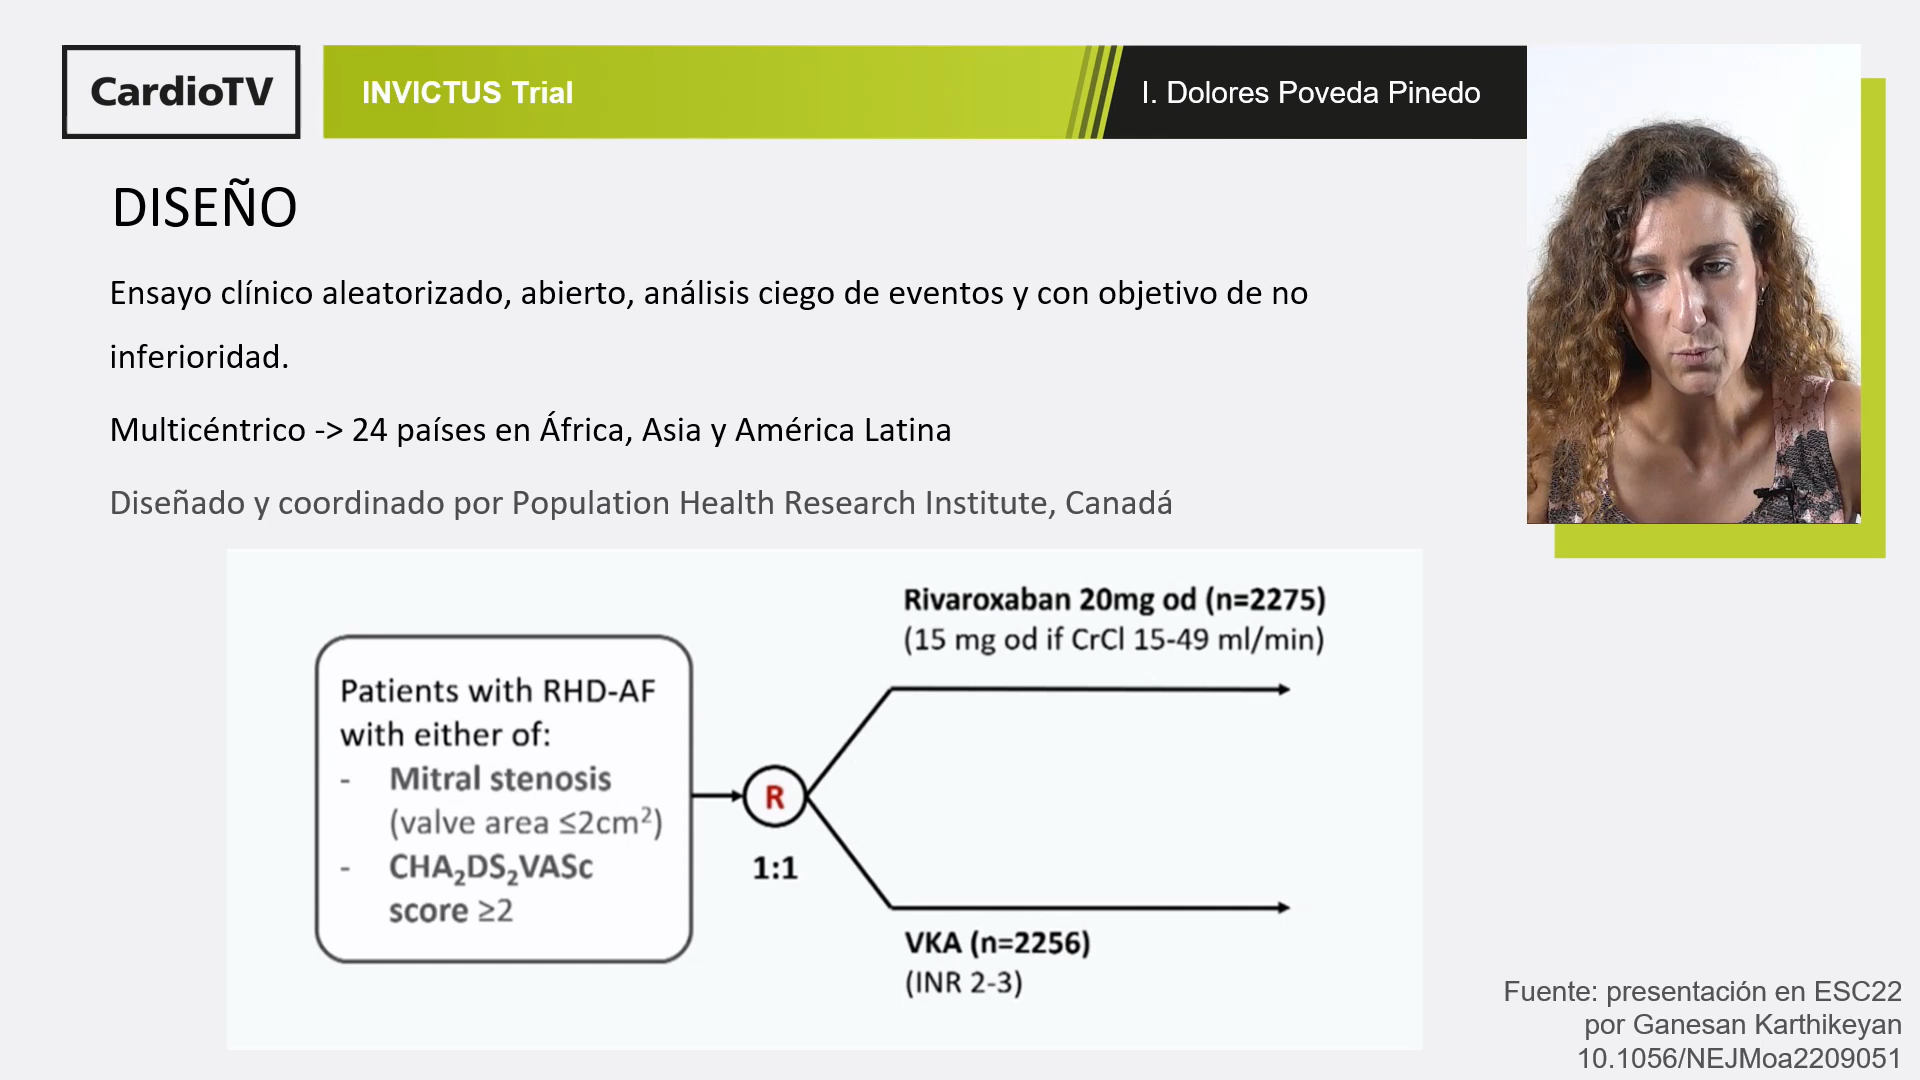 CardioTV
INVICTUS Trial
I. Dolores Poveda Pinedo
DISEÑO
Ensayo clínico aleatorizado, abierto, análisis ciego de eventos y con objetivo de no
inferioridad.
Multicéntrico -> 24 países en África, Asia y América Latina
Diseñado y coordinado por Population Health Research Institute, Canadá
Rivaroxaban 20mg od (n=2275)
(15 mg od if CrCl 15-49 ml/min)
Patients with RHD-AF
with either of:
- Mitral stenosis
(valve area ≤2cm²)
- CHA₂DS₂VASc
score ≥2
R
1:1
VKA (n=2256)
(INR 2-3)
Fuente: presentación en ESC22
por Ganesan Karthikeyan
10.1056/NEJMoa2209051